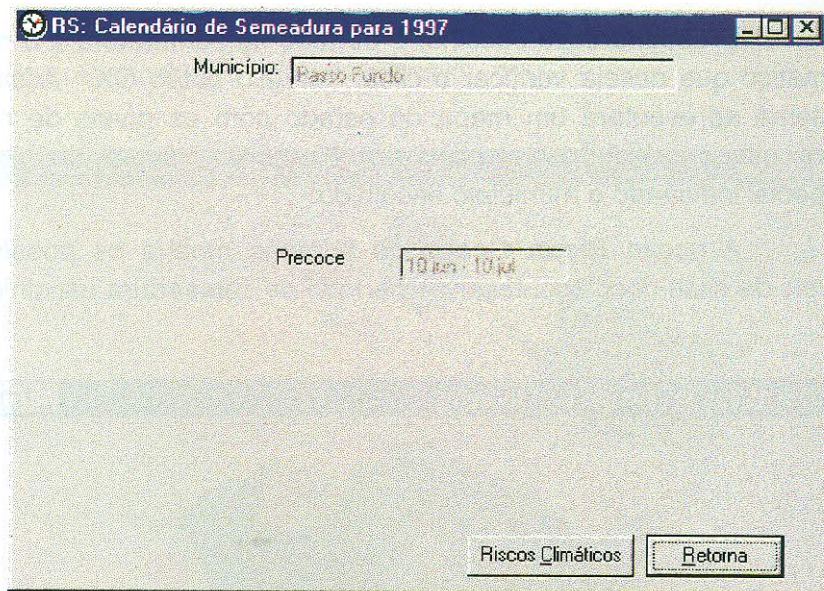 RS: Calendário de Semeadura para 1997
Município: Passo Fundo
Precoce 10 jun - 10 jul
Riscos Climáticos Retorna